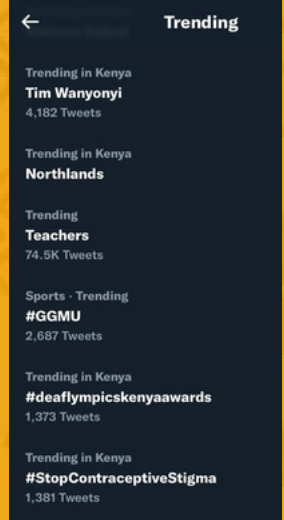 Trending
Trending in Kenya
Tim Wanyonyi
4,182 Tweets
Trending in Kenya
Northlands
Trending
Teachers
74.5K Tweets
Sports · Trending
#GGMU
2,687 Tweets
Trending in Kenya
#deaflympicskenyaawards
1,373 Tweets
Trending in Kenya
#StopContraceptiveStigma
1,381 Tweets